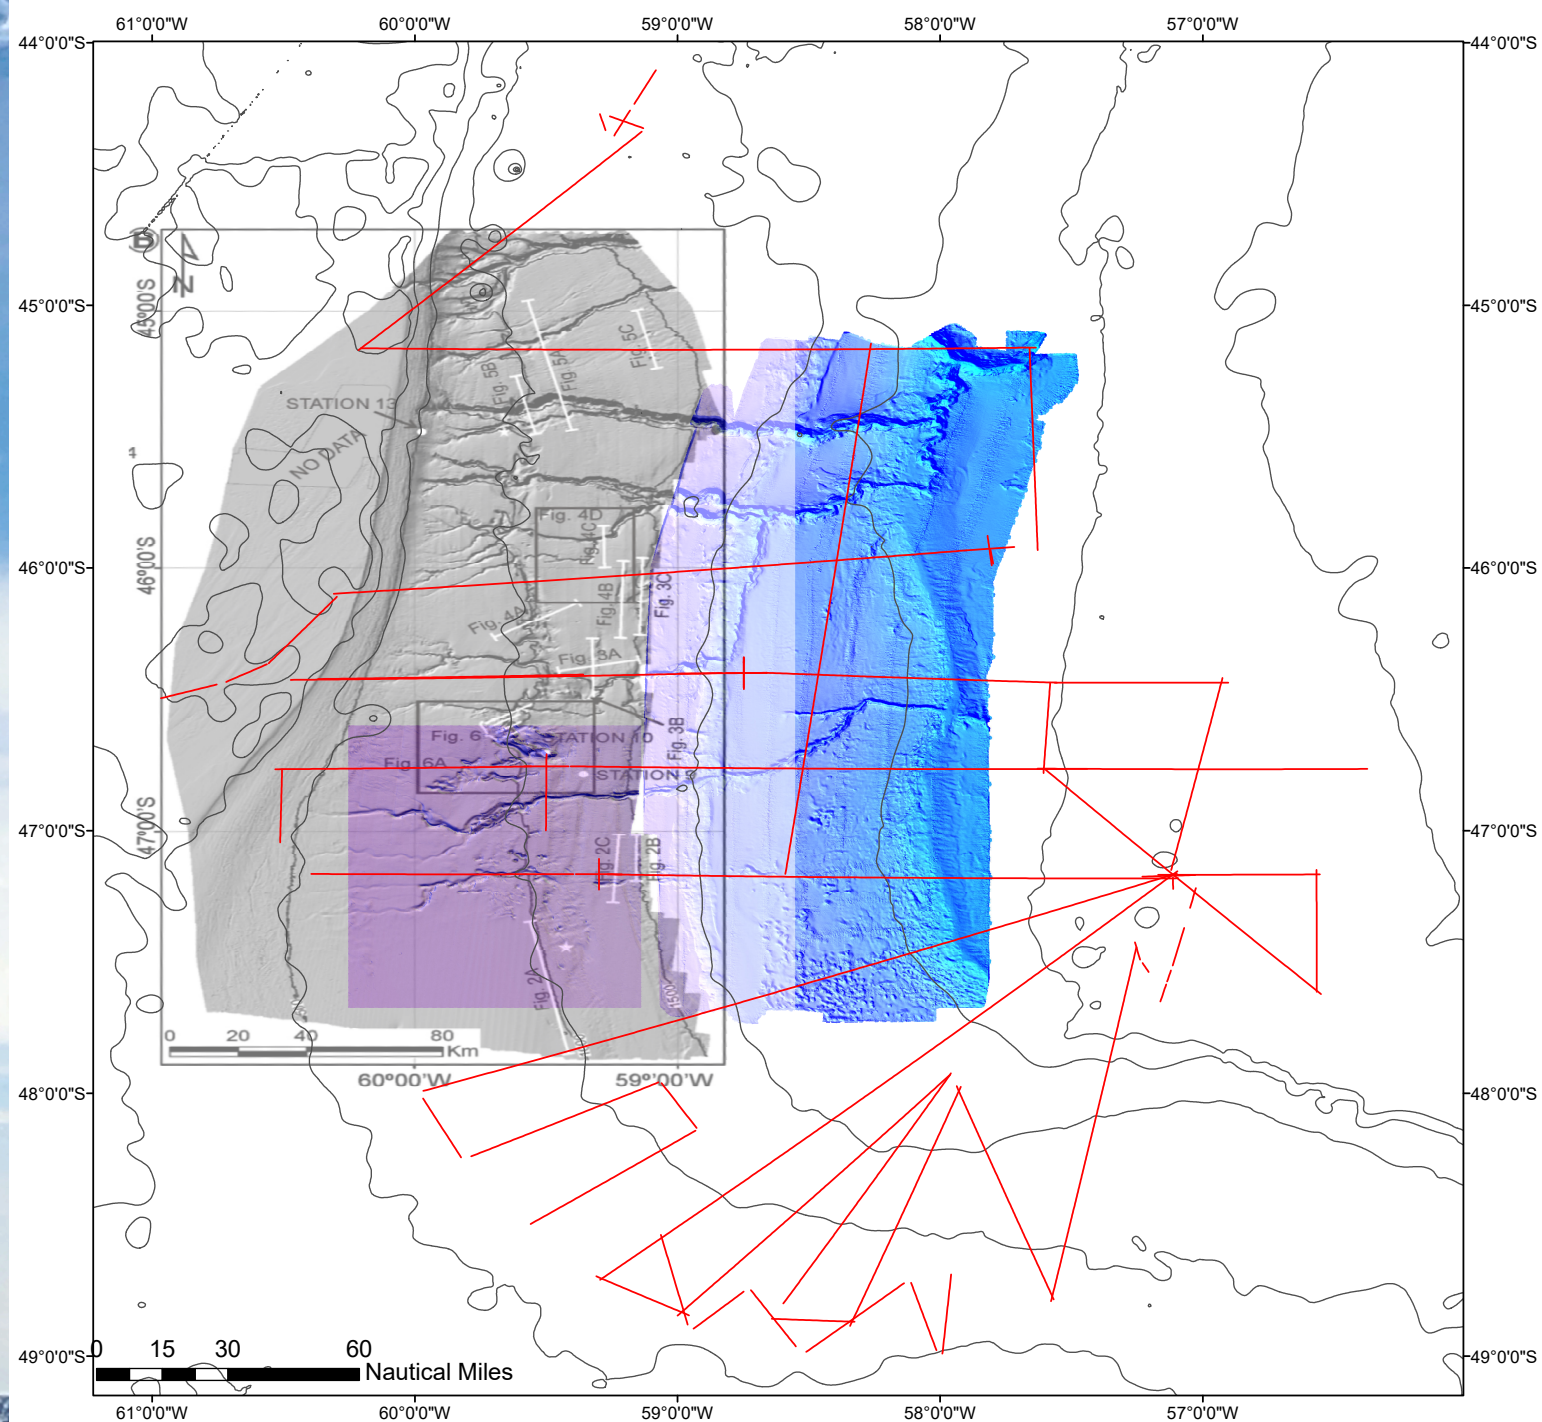 61°0'0"W 60°0'0"W 59°0'0"W 58°0'0"W 57°0'0"W
44°0'0"S 44°0'0"S
B
N
45°0'0"S 45°00'S 45°0'0"S
Fig. 5C
Fig 5A
Fig. 5B
STATION 13
NO DATA
Fig. 4D
Fig. 4C
46°0'0"S 46°00'S 46°0'0"S
Fig. 4B
Fig. 3C
Fig. 4A
Fig. 3A
Fig. 6 STATION 10
Fig. 3B
Fig. 6A STATION
47°0'0"S 47°00'S 47°0'0"S
Fig. 2C
Fig. 2B
Fig. 2A
1500
0 20 40 80
Km
60°00'W 59°00'W
48°0'0"S 48°0'0"S
0 15 30 60
Nautical Miles
49°0'0"S 49°0'0"S
61°0'0"W 60°0'0"W 59°0'0"W 58°0'0"W 57°0'0"W